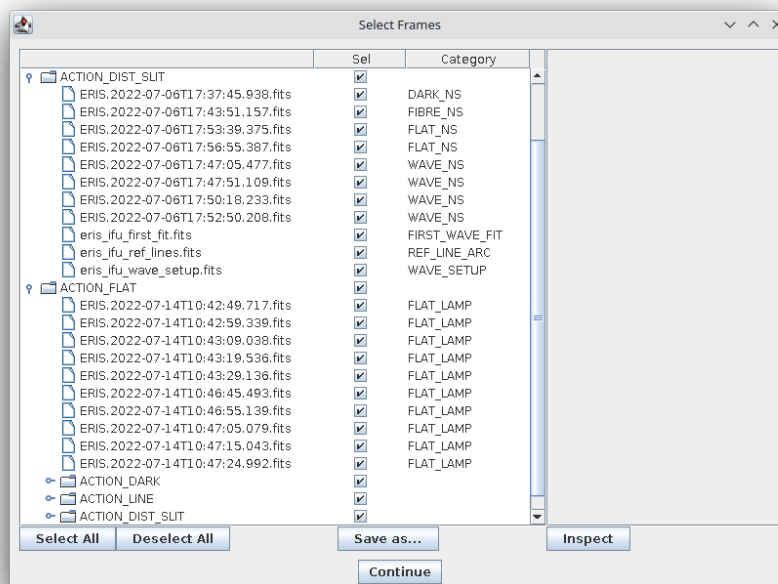 Select Frames
Sel Category
ACTION_DIST_SLIT
ERIS.2022-07-06T17:37:45.938.fits DARK_NS
ERIS.2022-07-06T17:43:51.157.fits FIBRE_NS
ERIS.2022-07-06T17:53:39.375.fits FLAT_NS
ERIS.2022-07-06T17:56:55.387.fits FLAT_NS
ERIS.2022-07-06T17:47:05.477.fits WAVE_NS
ERIS.2022-07-06T17:47:51.109.fits WAVE_NS
ERIS.2022-07-06T17:50:18.233.fits WAVE_NS
ERIS.2022-07-06T17:52:50.208.fits WAVE_NS
eris_ifu_first_fit.fits FIRST_WAVE_FIT
eris_ifu_ref_lines.fits REF_LINE_ARC
eris_ifu_wave_setup.fits WAVE_SETUP
ACTION_FLAT
ERIS.2022-07-14T10:42:49.717.fits FLAT_LAMP
ERIS.2022-07-14T10:42:59.339.fits FLAT_LAMP
ERIS.2022-07-14T10:43:09.038.fits FLAT_LAMP
ERIS.2022-07-14T10:43:19.536.fits FLAT_LAMP
ERIS.2022-07-14T10:43:29.136.fits FLAT_LAMP
ERIS.2022-07-14T10:46:45.493.fits FLAT_LAMP
ERIS.2022-07-14T10:46:55.139.fits FLAT_LAMP
ERIS.2022-07-14T10:47:05.079.fits FLAT_LAMP
ERIS.2022-07-14T10:47:15.043.fits FLAT_LAMP
ERIS.2022-07-14T10:47:24.992.fits FLAT_LAMP
ACTION_DARK
ACTION_LINE
ACTION_DIST_SLIT
Select All Deselect All Save as... Inspect
Continue